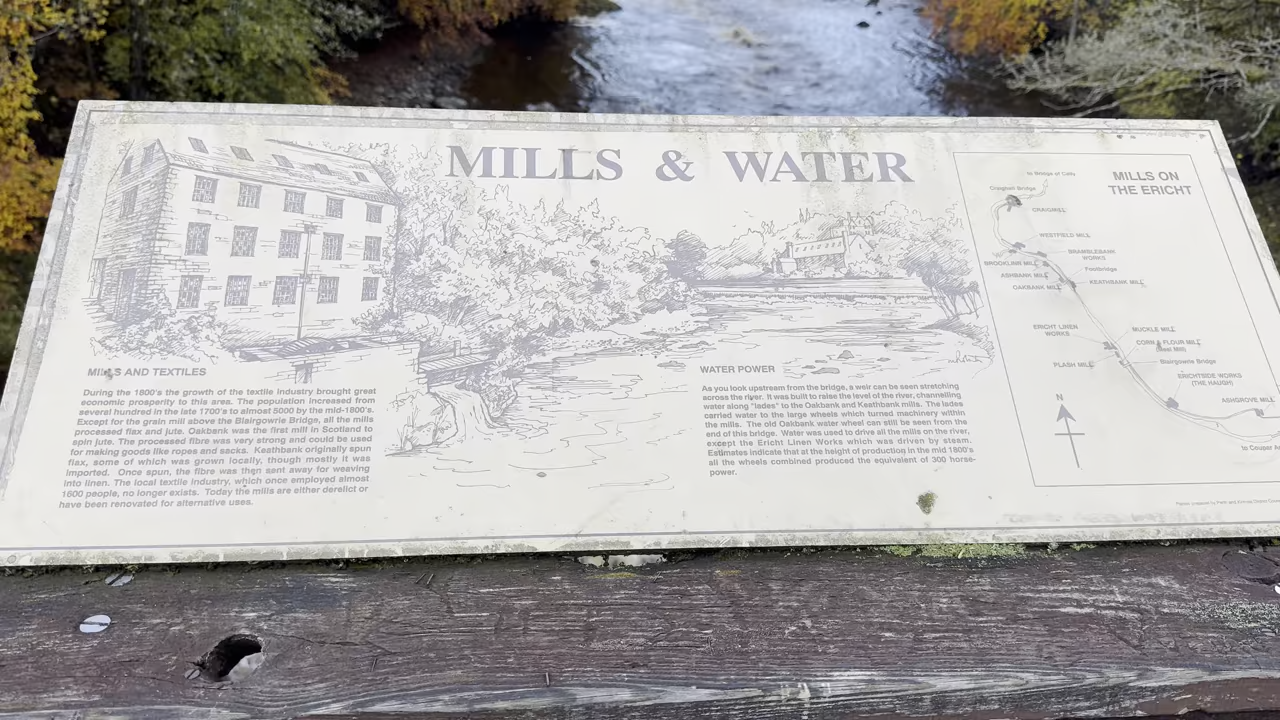 MILLS & WATER
MILLS AND TEXTILES
During the 1800's the growth of the textile industry brought great
economic prosperity to this area. The population increased from
several hundred in the late 1700's to almost 5000 by the mid-1800's.
Except for the grain mill above the Blairgowrie Bridge, all the mills
processed flax and jute. Oakbank was the first mill in Scotland to
spin jute. The processed fibre was very strong and could be used
for making goods like ropes and sacks. Keathbank originally spun
flax, some of which was grown locally, though mostly it was
imported. Once spun, the fibre was then sent away for weaving
into linen. The local textile industry, which once employed almost
1600 people, no longer exists. Today the mills are either derelict or
have been renovated for alternative uses.
WATER POWER
As you look upstream from the bridge, a weir can be seen stretching
across the river. It was built to raise the level of the river, channelling
water along "lades" to the Oakbank and Keathbank mills. The lades
carried water to the large wheels which turned machinery within
the mills. The old Oakbank water wheel can still be seen from the
end of this bridge. Water was used to drive all the mills on the river,
except the Ericht Linen Works which was driven by steam.
Estimates indicate that at the height of production in the mid 1800's
all the wheels combined produced the equivalent of 300 horse-
power.
MILLS ON
THE ERICHT
to Bridge of Cally
Craighall Bridge
CRAIGMILL
WESTFIELD MILL
BRAMBLEBANK
WORKS
BROOKLINN MILL
Footbridge
ASHBANK MILL
KEATHBANK MILL
OAKBANK MILL
ERICHT LINEN
WORKS
BUCKLE MILL
CORN & FLOUR MILL
(Meal Mill)
Blairgowrie Bridge
PLASH MILL
ERICHTSIDE WORKS
(THE HAUGH)
ASHGROVE MILL
N
to Coupar